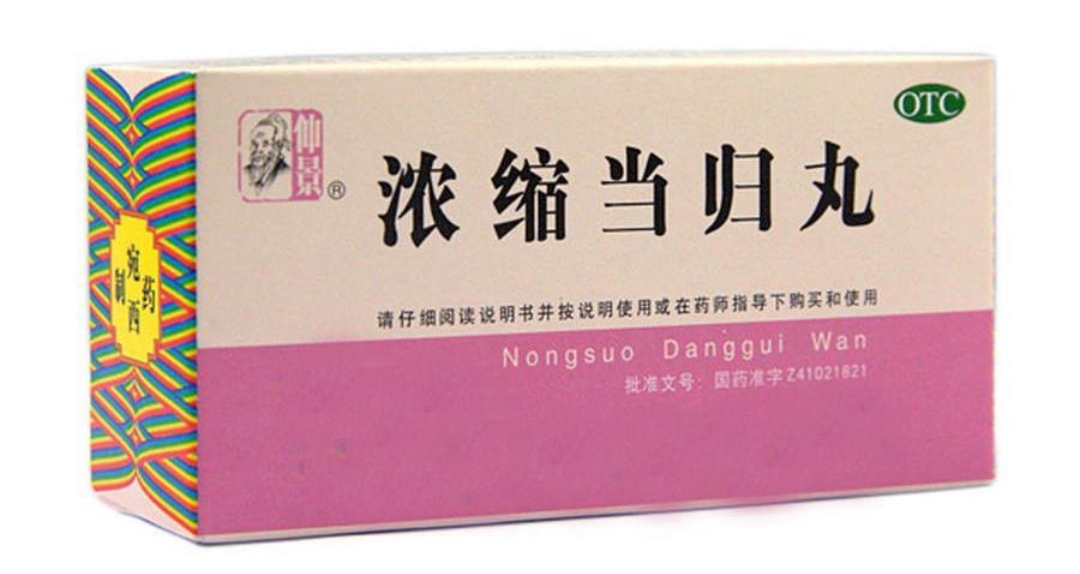 OTC
仲景
®
浓缩当归丸
请仔细阅读说明书并按说明使用或在药师指导下购买和使用
Nongsuo Danggui Wan
批准文号: 国药准字Z41021821
宛西制药